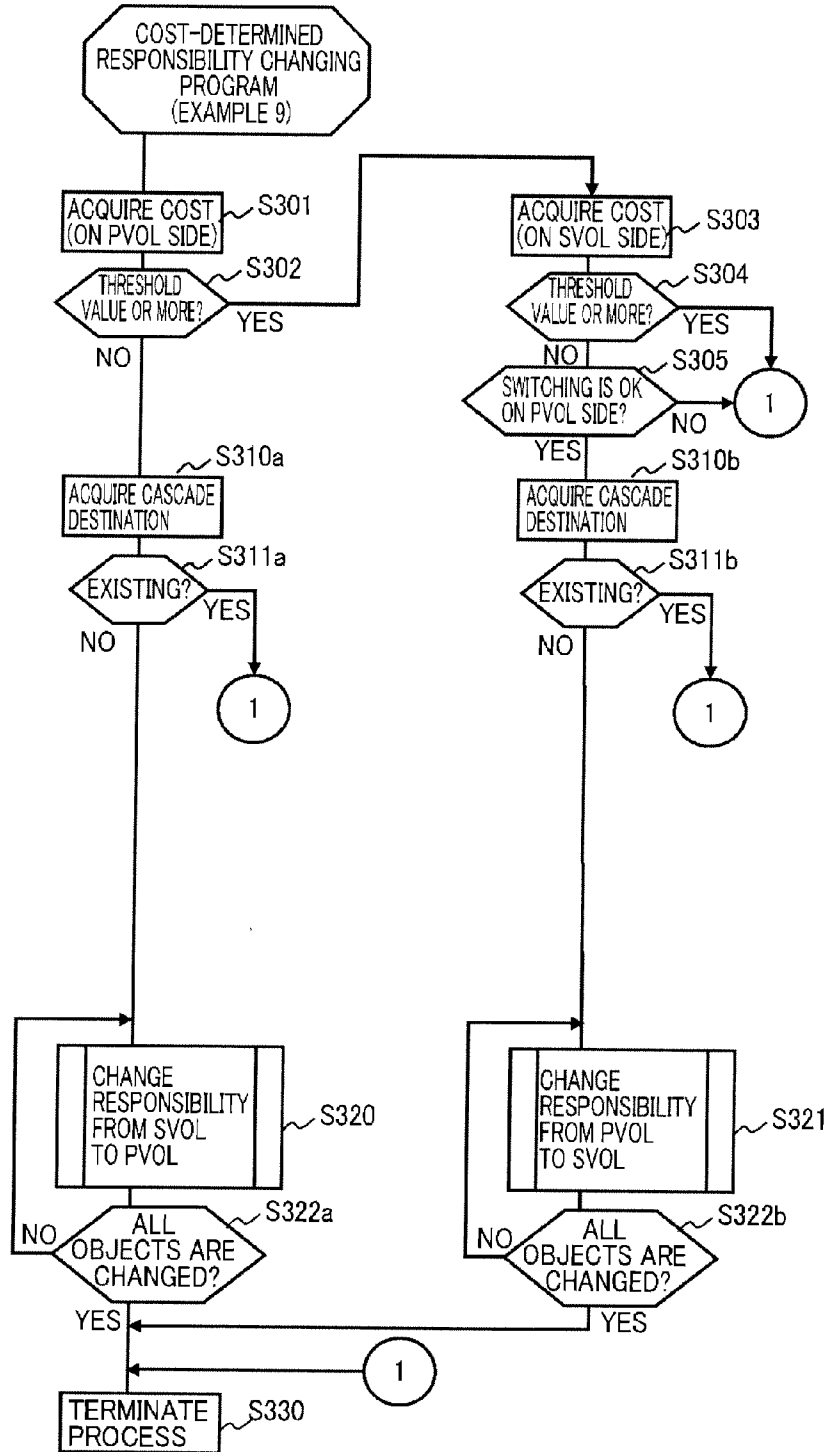 COST-DETERMINED
RESPONSIBILITY CHANGING
PROGRAM
(EXAMPLE 9)
ACQUIRE COST
(ON PVOL SIDE)
S301
THRESHOLD
VALUE OR MORE?
S302
YES
NO
ACQUIRE COST
(ON SVOL SIDE)
S303
THRESHOLD
VALUE OR MORE?
S304
YES
NO
S305
SWITCHING IS OK
ON PVOL SIDE?
NO
1
YES
S310a
ACQUIRE CASCADE
DESTINATION
S311a
EXISTING?
YES
NO
1
S310b
ACQUIRE CASCADE
DESTINATION
S311b
EXISTING?
YES
NO
1
CHANGE
RESPONSIBILITY
FROM SVOL
TO PVOL
S320
S322a
NO
ALL
OBJECTS ARE
CHANGED?
YES
CHANGE
RESPONSIBILITY
FROM PVOL
TO SVOL
S321
S322b
NO
ALL
OBJECTS ARE
CHANGED?
YES
1
TERMINATE
PROCESS
S330